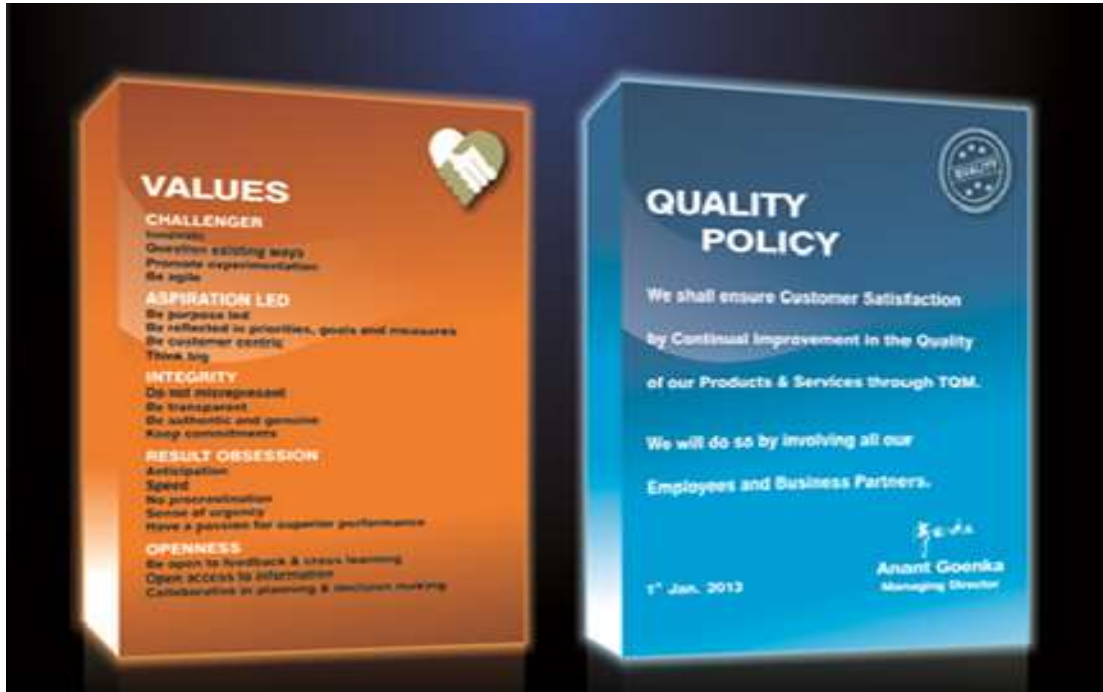 VALUES
CHALLENGER
Innovate
Question existing ways
Promote experimentation
Be agile
ASPIRATION LED
Be purpose led
Be reflected in priorities, goals and measures
Be customer centric
Think big
INTEGRITY
Do not misrepresent
Be transparent
Be authentic and genuine
Keep commitments
RESULT OBSESSION
Anticipation
Speed
No procrastination
Sense of urgency
Have a passion for superior performance
OPENNESS
Be open to feedback & cross learning
Open access to information
Collaborative in planning & decision making
QUALITY
QUALITY
POLICY
We shall ensure Customer Satisfaction
by Continual Improvement in the Quality
of our Products & Services through TQM.
We will do so by involving all our
Employees and Business Partners.
Anant Goenka
Managing Director
1st Jan. 2013